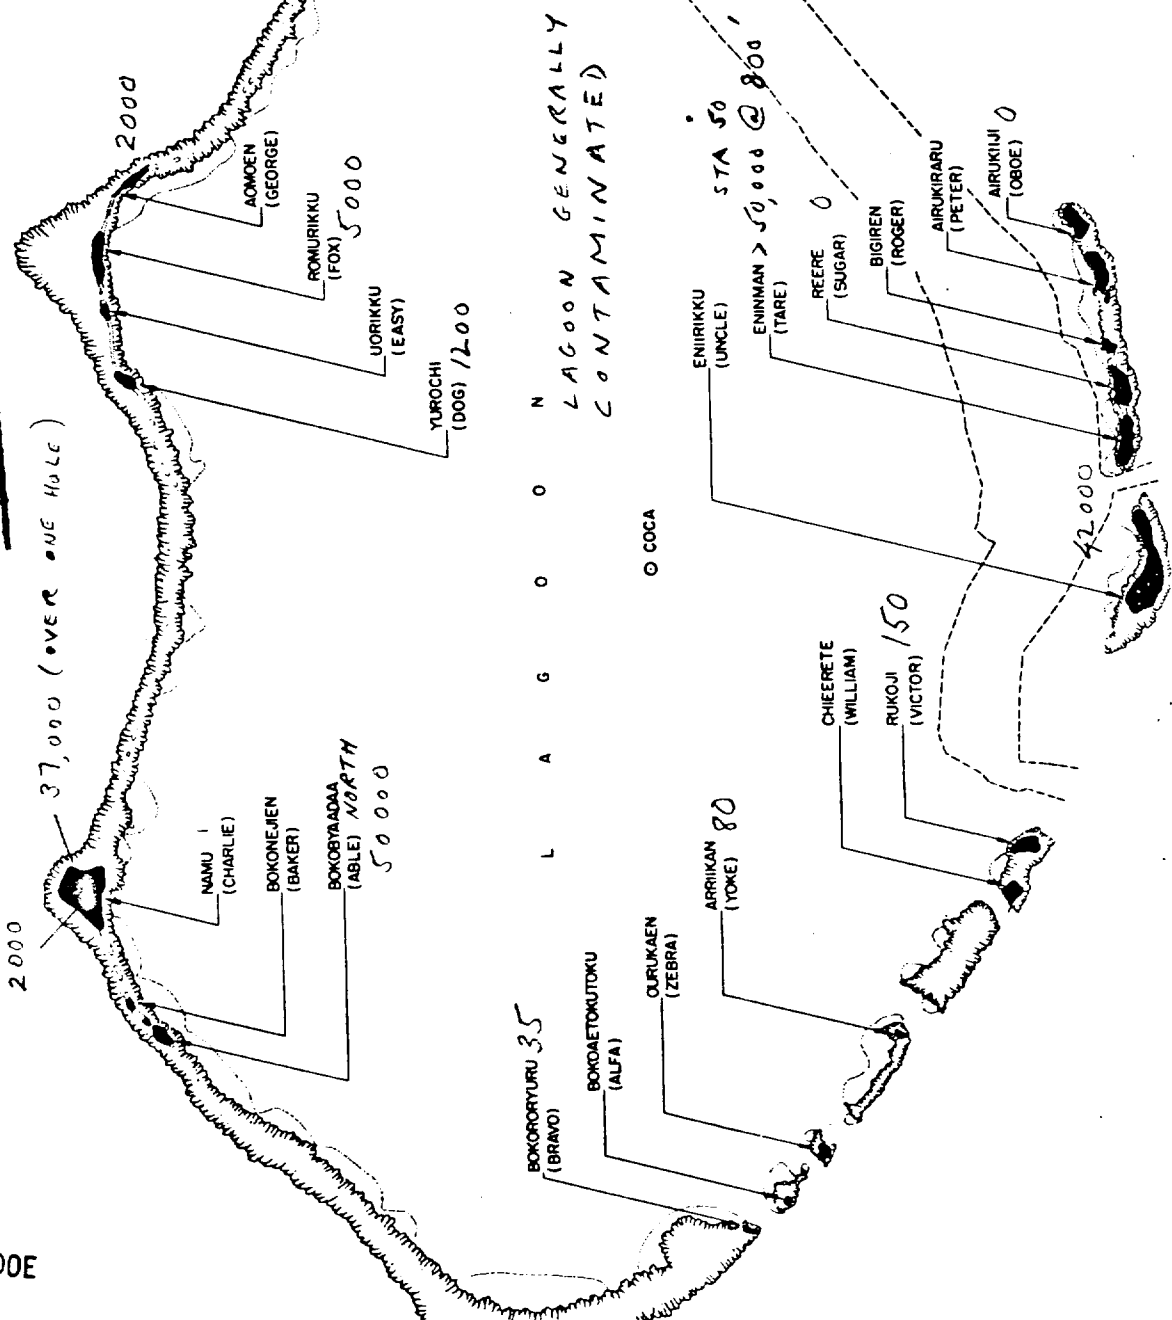 2000
37,000 (OVER ONE HOLE)
NAMU
(CHARLIE)
BOKONEJIEN
(BAKER)
BOKOBYAADAA
(ABLE) NORTH
50000
YUROCHI
(DOG) 1200
UORIKKU
(EASY)
ROMURIKKU
(FOX) 5000
AOMOEN
(GEORGE)
2000
LAGOON
LAGOON GENERALLY
CONTAMINATED
COCA
BOKORORYURU 35
(BRAVO)
BOKOAETOKUTOKU
(ALFA)
OURUKAEN
(ZEBRA)
ARRIIKAN 80
(YOKE)
CHIEERETE
(WILLIAM)
RUKOJI 150
(VICTOR)
ENIIRIKKU
(UNCLE)
42000
STA 50
ENINMAN > 50,000 @ 800'
(TARE)
REERE 0
(SUGAR)
BIGIREN
(ROGER)
AIRUKIRARU
(PETER)
AIRUKIIJI 0
(OBOE)